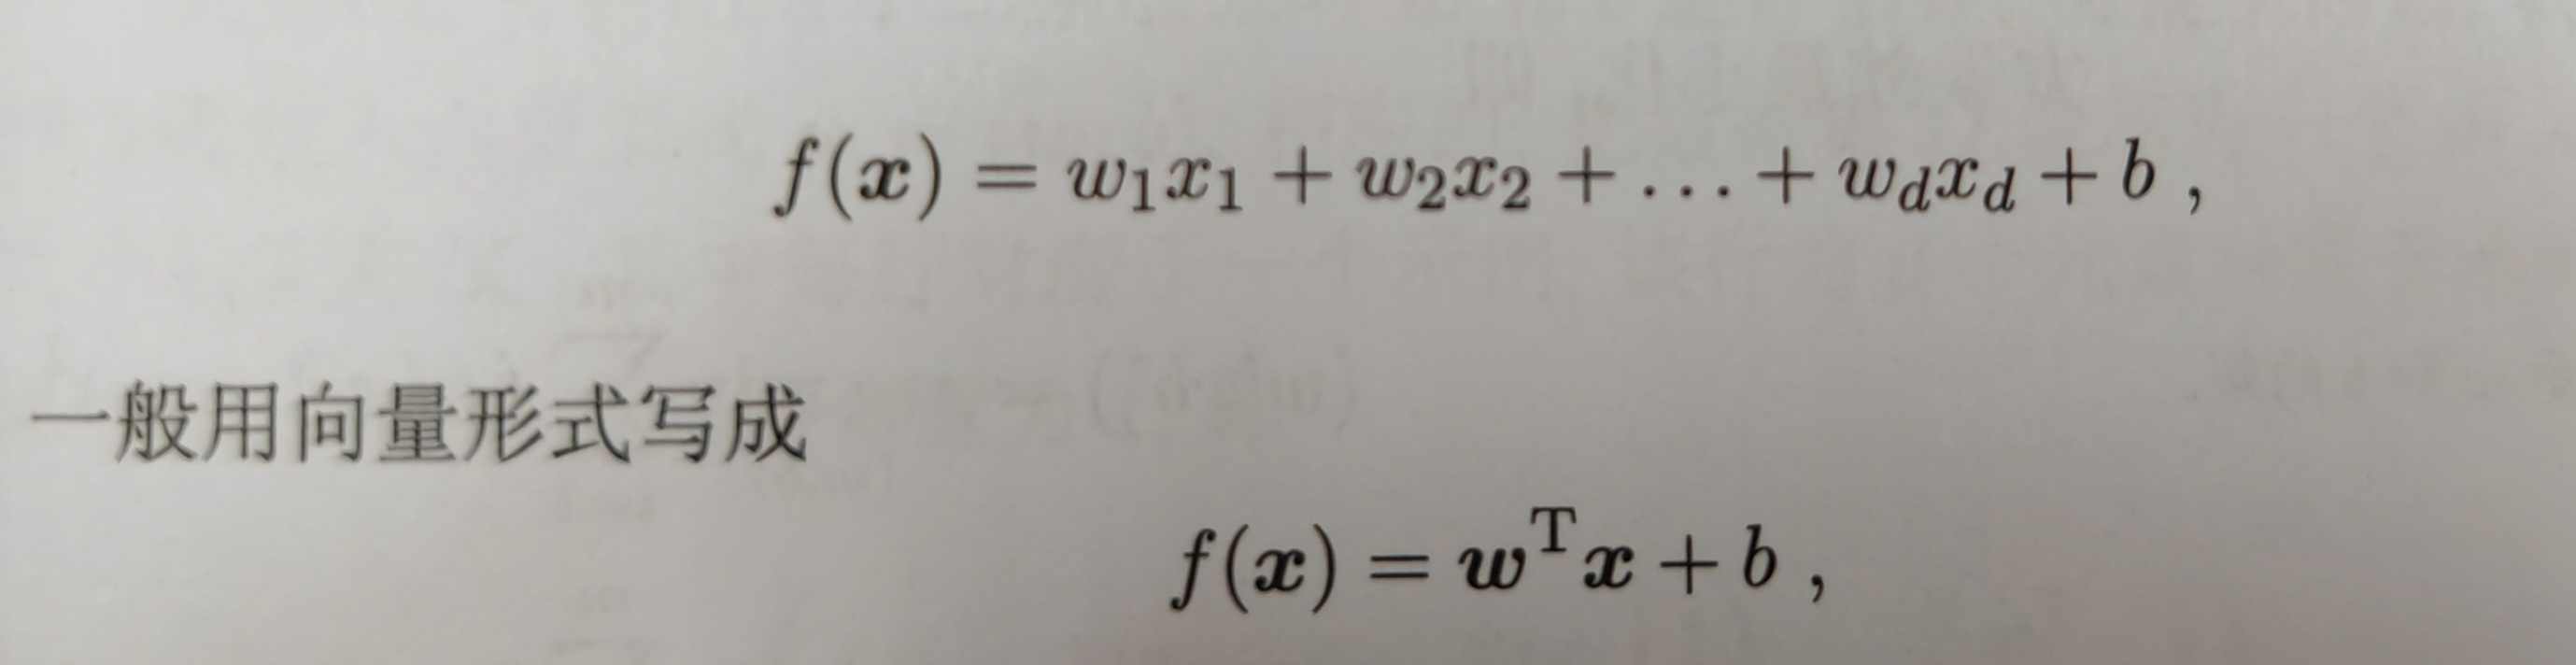 f(x) = w₁x₁ + w₂x₂ + ... + w_d x_d + b ,
一般用向量形式写成
f(x) = wᵀx + b ,